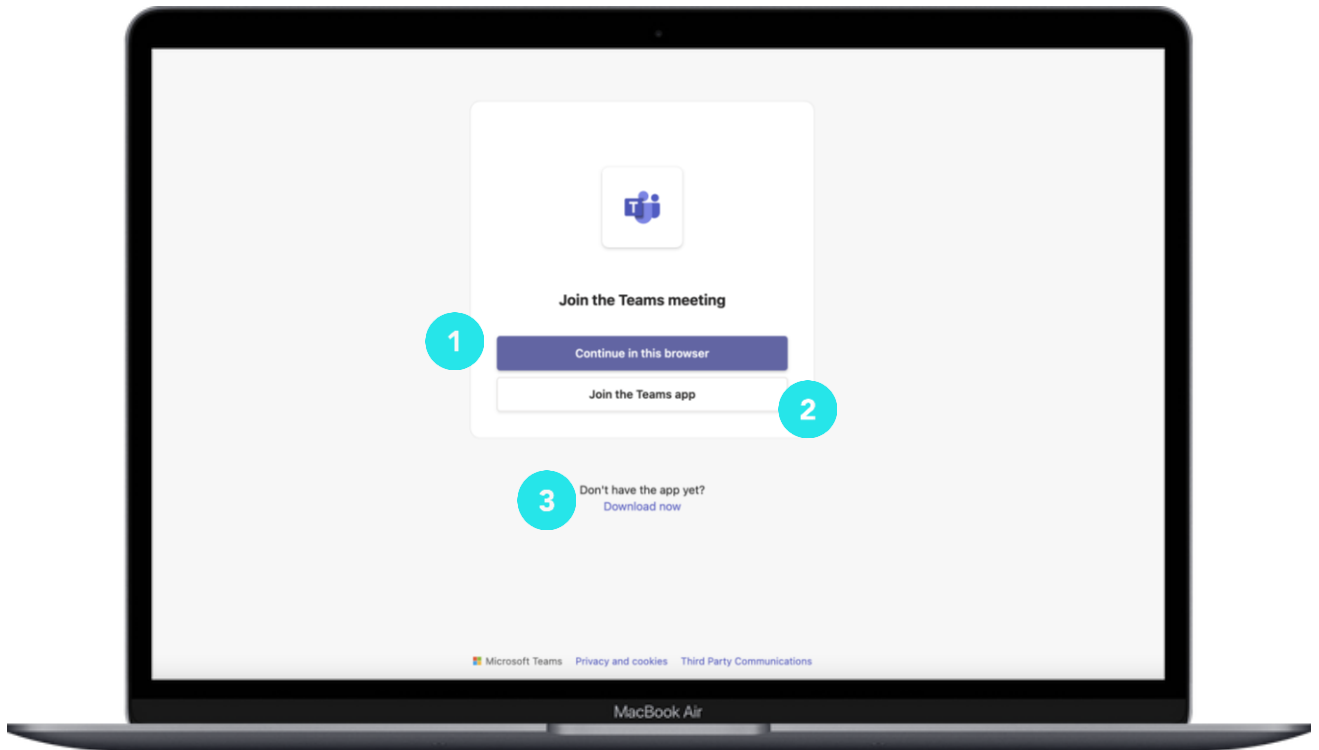 T
Join the Teams meeting
1
Continue in this browser
Join the Teams app
2
3
Don't have the app yet?
Download now
Microsoft Teams Privacy and cookies Third Party Communications
MacBook Air